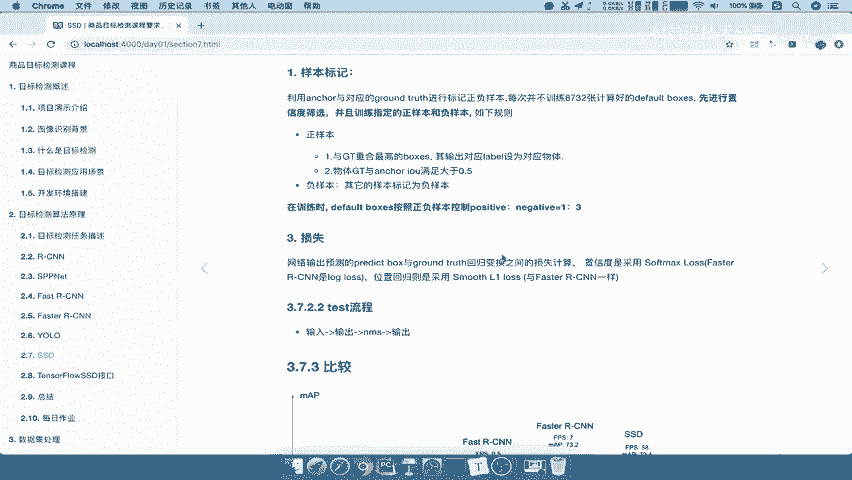 Chrome 文件 修改 视图 历史记录 书签 其他人 电动窗 帮助
100%
SSD | 商品目标检测课程要求、
localhost:4000/day01/section7.html
商品目标检测课程
1. 目标检测概述
1.1. 项目演示介绍
1.2. 图像识别背景
1.3. 什么是目标检测
1.4. 目标检测应用场景
1.5. 开发环境搭建
2. 目标检测算法原理
2.1. 目标检测任务描述
2.2. R-CNN
2.3. SPPNet
2.4. Fast R-CNN
2.5. Faster R-CNN
2.6. YOLO
2.7. SSD
2.8. TensorFlowSSD接口
2.9. 总结
2.10. 每日作业
3. 数据集处理
1. 样本标记：
利用anchor与对应的ground truth进行标记正负样本,每次并不训练8732张计算好的default boxes, 先进行置
信度筛选，并且训练指定的正样本和负样本, 如下规则
正样本
1.与GT重合最高的boxes, 其输出对应label设为对应物体.
2.物体GT与anchor iou满足大于0.5
负样本：其它的样本标记为负样本
在训练时, default boxes按照正负样本控制positive：negative=1：3
3. 损失
网络输出预测的predict box与ground truth回归变换之间的损失计算， 置信度是采用 Softmax Loss(Faster
R-CNN是log loss)，位置回归则是采用 Smooth L1 loss (与Faster R-CNN一样)
3.7.2.2 test流程
输入->输出->nms->输出
3.7.3 比较
mAP
Faster R-CNN
FPS: 7
mAP: 73.2
SSD
FPS: 58
Fast R-CNN
FPS: 0.5